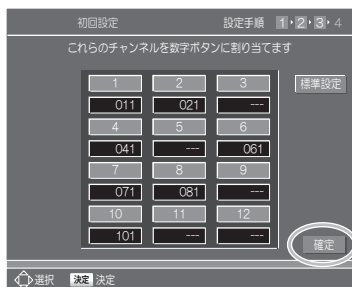 初回設定 設定手順 1・2・3・4
これらのチャンネルを数字ボタンに割り当てます
標準設定
1 2 3
011 021 ---
4 5 6
041 --- 061
7 8 9
071 081 ---
10 11 12
101 --- ---
確定
選択 決定 決定